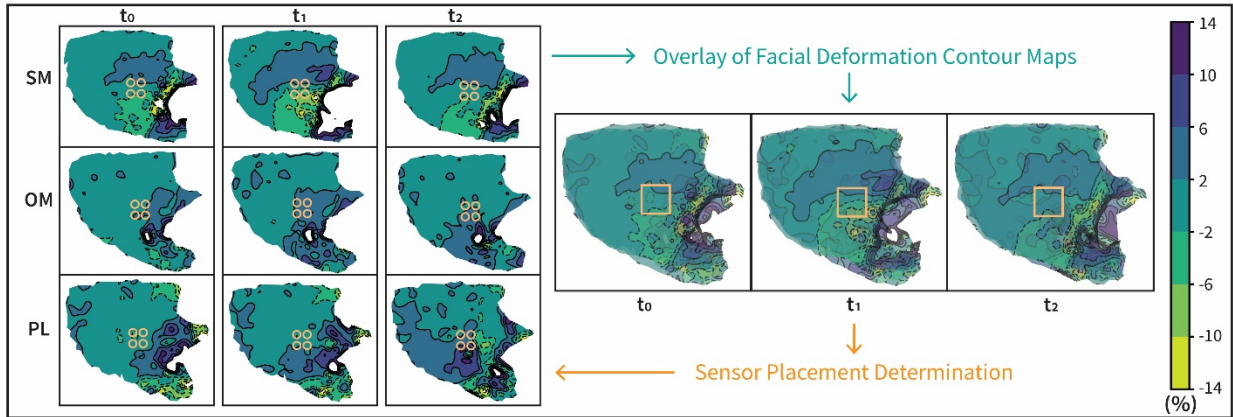 t₀ t₁ t₂
SM
OM
PL
Overlay of Facial Deformation Contour Maps
t₀ t₁ t₂
Sensor Placement Determination
14
10
6
2
-2
-6
-10
-14
(%)